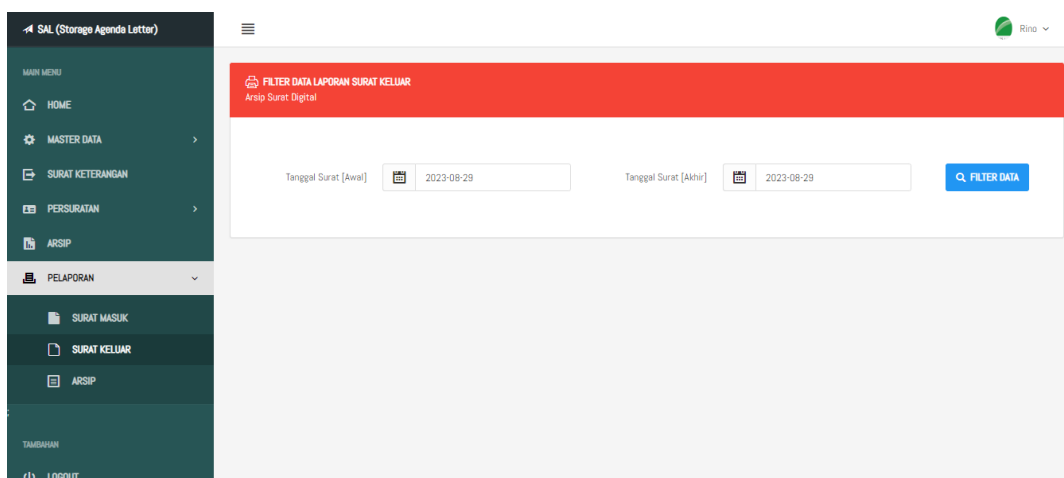 SAL (Storage Agenda Letter)
Rino
MAIN MENU
HOME
MASTER DATA
SURAT KETERANGAN
PERSURATAN
ARSIP
PELAPORAN
SURAT MASUK
SURAT KELUAR
ARSIP
TAMBAHAN
LOGOUT
FILTER DATA LAPORAN SURAT KELUAR
Arsip Surat Digital
Tanggal Surat [Awal] 2023-08-29 Tanggal Surat [Akhir] 2023-08-29 FILTER DATA